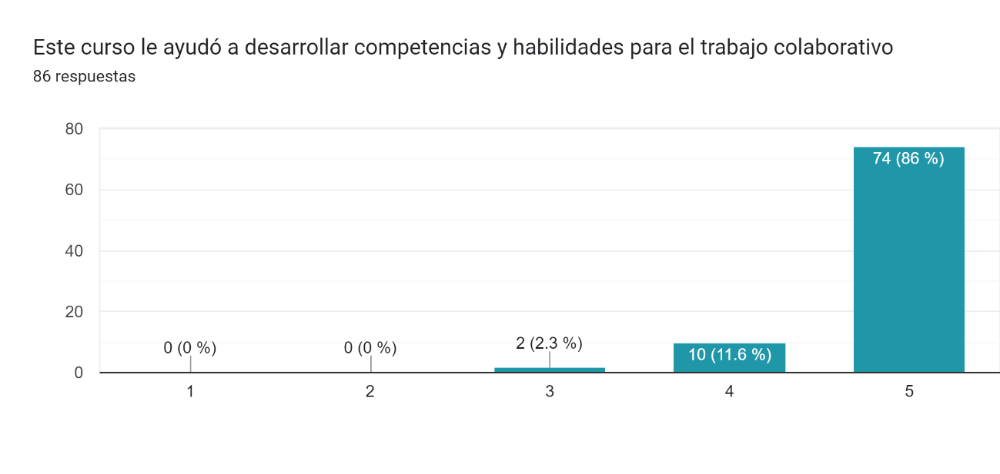 Este curso le ayudó a desarrollar competencias y habilidades para el trabajo colaborativo
86 respuestas
80
60
40
20
0
0 (0 %)
0 (0 %)
2 (2.3 %)
10 (11.6 %)
74 (86 %)
1
2
3
4
5